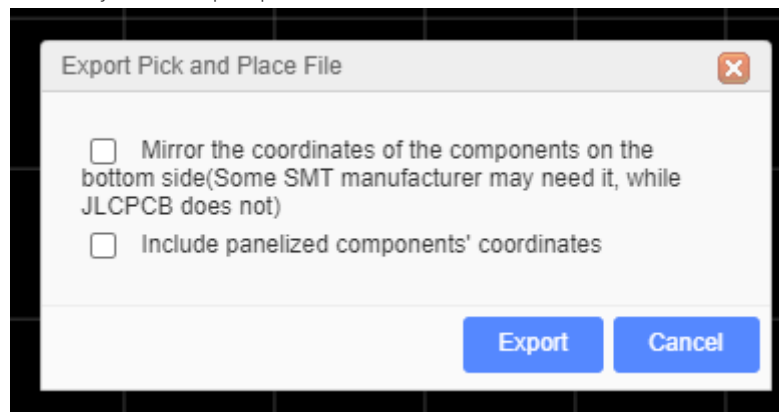 Export Pick and Place File
Mirror the coordinates of the components on the
bottom side(Some SMT manufacturer may need it, while
JLCPCB does not)
Include panelized components' coordinates
Export
Cancel